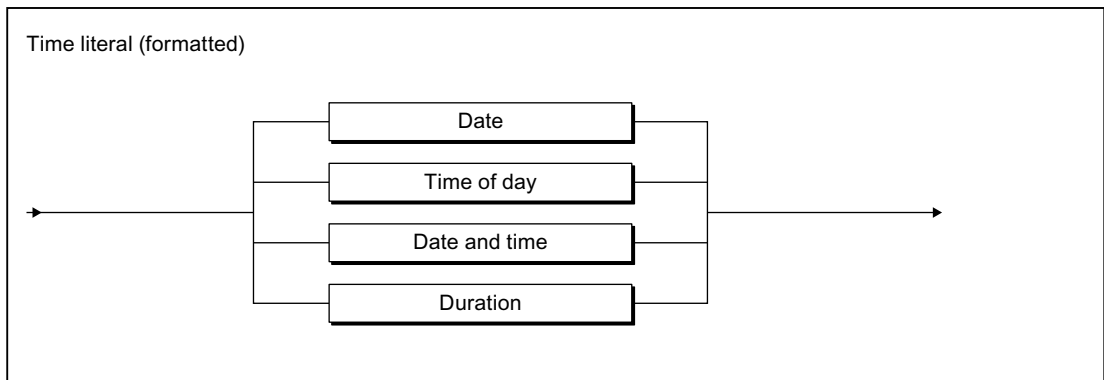 Time literal (formatted)
Date
Time of day
Date and time
Duration